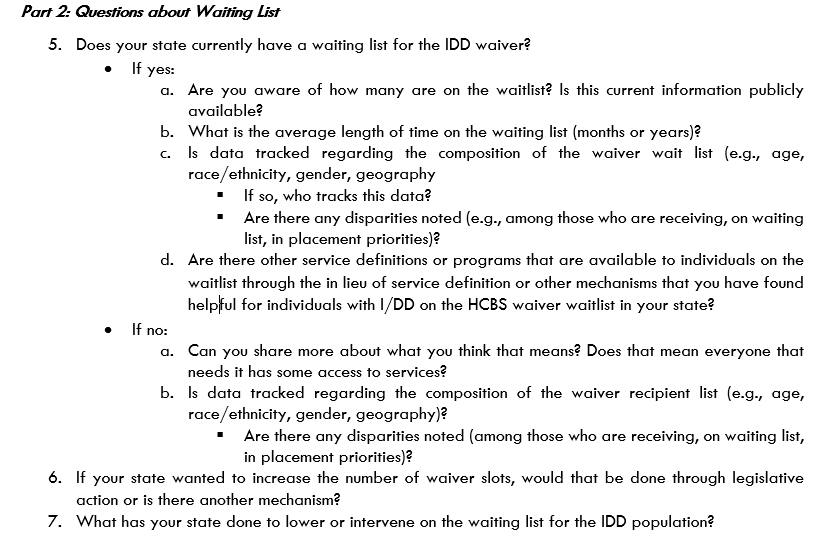 Part 2: Questions about Waiting List
5. Does your state currently have a waiting list for the IDD waiver?
• If yes:
a. Are you aware of how many are on the waitlist? Is this current information publicly
available?
b. What is the average length of time on the waiting list (months or years)?
c. Is data tracked regarding the composition of the waiver wait list (e.g., age,
race/ethnicity, gender, geography
▪ If so, who tracks this data?
▪ Are there any disparities noted (e.g., among those who are receiving, on waiting
list, in placement priorities)?
d. Are there other service definitions or programs that are available to individuals on the
waitlist through the in lieu of service definition or other mechanisms that you have found
helpful for individuals with I/DD on the HCBS waiver waitlist in your state?
• If no:
a. Can you share more about what you think that means? Does that mean everyone that
needs it has some access to services?
b. Is data tracked regarding the composition of the waiver recipient list (e.g., age,
race/ethnicity, gender, geography)?
▪ Are there any disparities noted (among those who are receiving, on waiting list,
in placement priorities)?
6. If your state wanted to increase the number of waiver slots, would that be done through legislative
action or is there another mechanism?
7. What has your state done to lower or intervene on the waiting list for the IDD population?